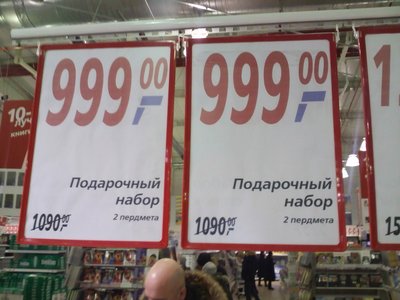 999 00
Подарочный
набор
2 пердмета
1090.00
999 00
Подарочный
набор
2 пердмета
1090.00